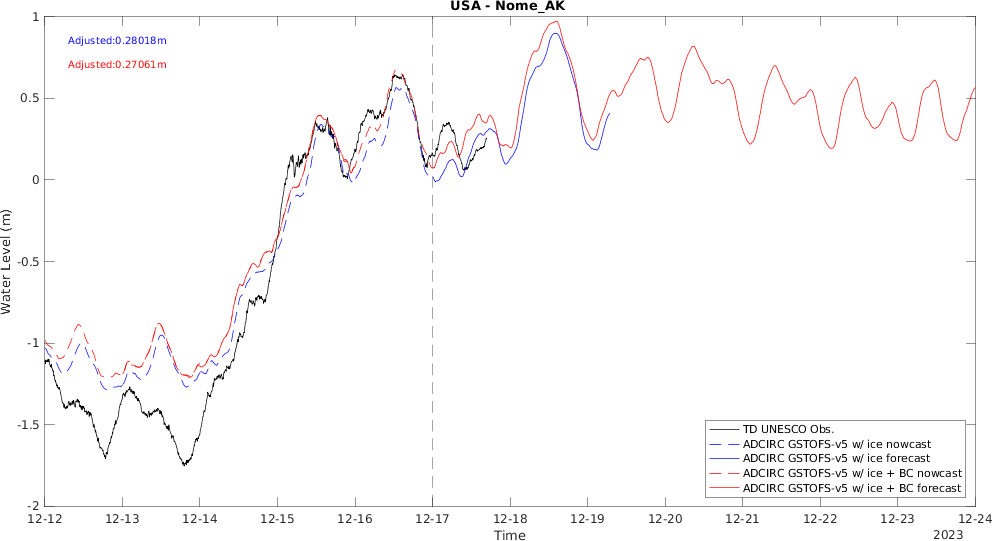 USA - Nome_AK
Adjusted:0.28018m
Adjusted:0.27061m
1
0.5
0
-0.5
-1
-1.5
-2
Water Level (m)
12-12 12-13 12-14 12-15 12-16 12-17 12-18 12-19 12-20 12-21 12-22 12-23 12-24
Time
2023
TD UNESCO Obs.
ADCIRC GSTOFS-v5 w/ ice nowcast
ADCIRC GSTOFS-v5 w/ ice forecast
ADCIRC GSTOFS-v5 w/ ice + BC nowcast
ADCIRC GSTOFS-v5 w/ ice + BC forecast